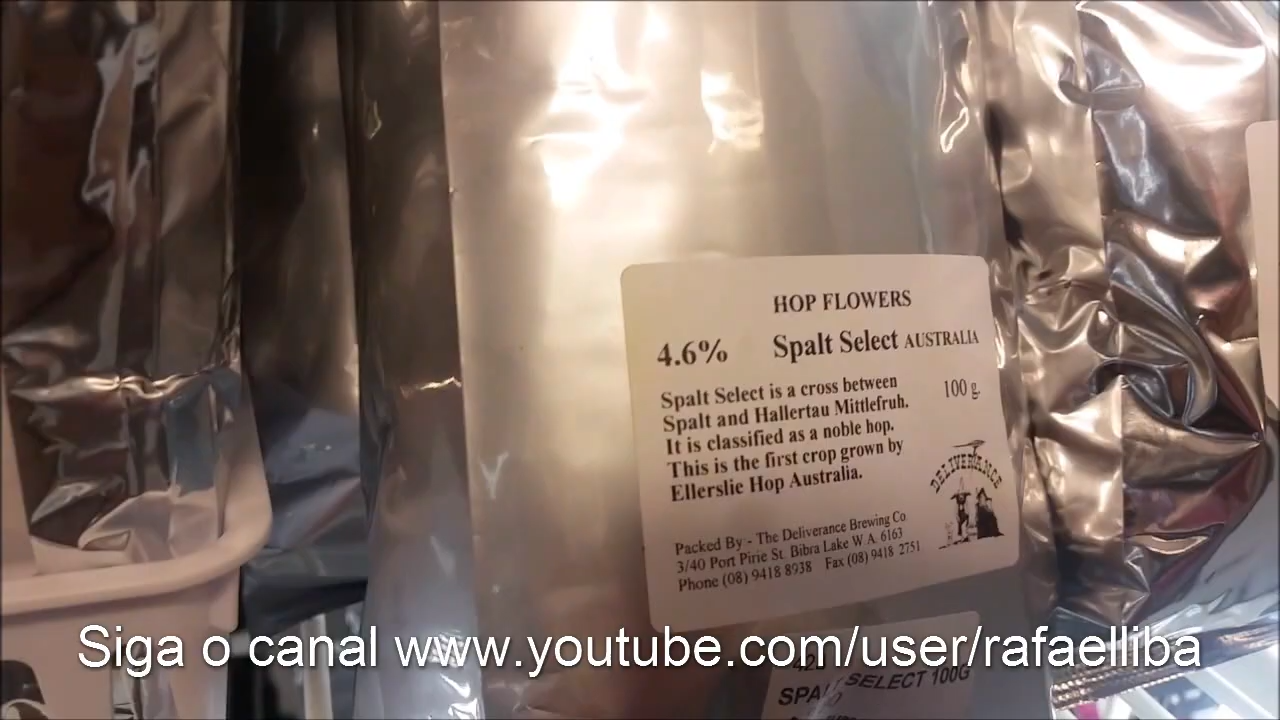 HOP FLOWERS
4.6% Spalt Select AUSTRALIA
Spalt Select is a cross between
Spalt and Hallertau Mittlefruh.
It is classified as a noble hop.
This is the first crop grown by
Ellerslie Hop Australia.
100 g.
DELIVERANCE
Packed By:- The Deliverance Brewing Co
3/40 Port Pirie St. Bibra Lake W.A. 6163
Phone (08) 9418 8938 Fax (08) 9418 2751
Siga o canal www.youtube.com/user/rafaelliba
SELECT 100G